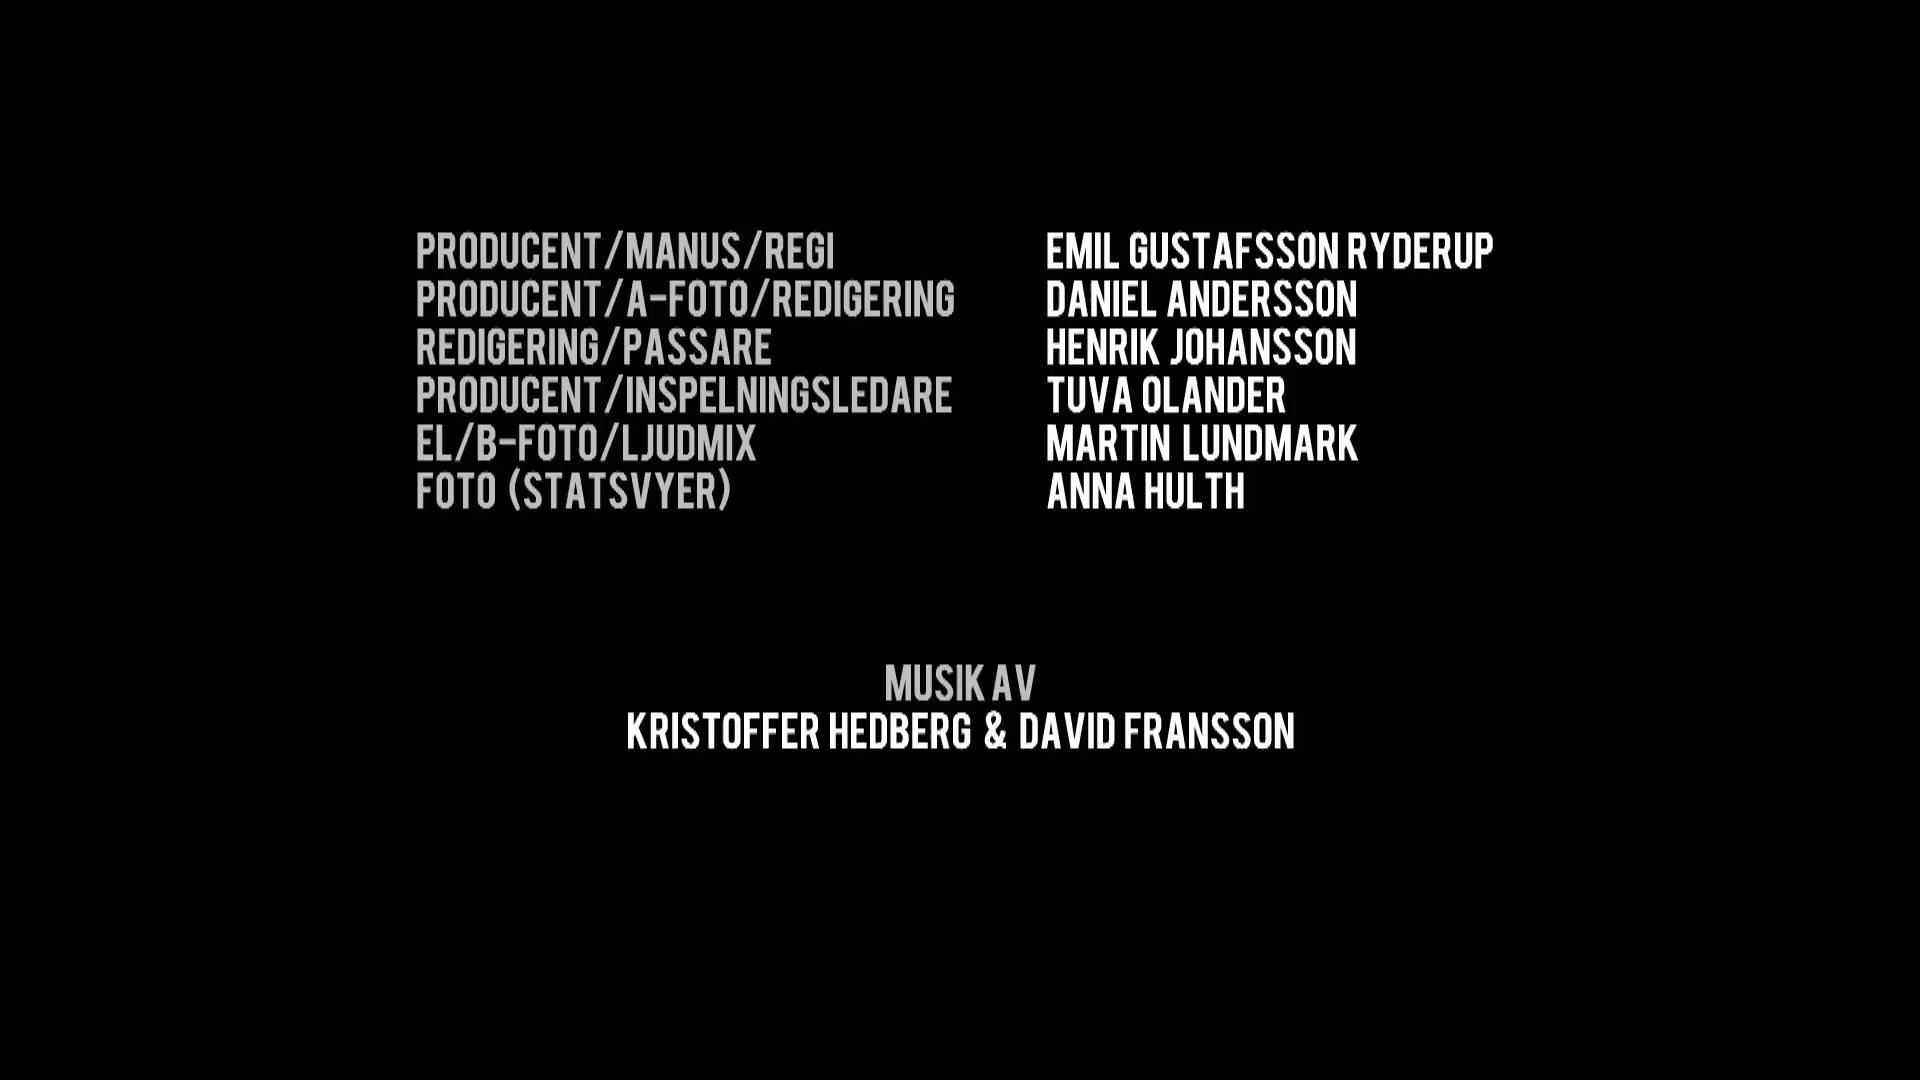 PRODUCENT/MANUS/REGI EMIL GUSTAFSSON RYDERUP
PRODUCENT/A-FOTO/REDIGERING DANIEL ANDERSSON
REDIGERING/PASSARE HENRIK JOHANSSON
PRODUCENT/INSPELNINGSLEDARE TUVA OLANDER
EL/B-FOTO/LJUDMIX MARTIN LUNDMARK
FOTO (STATSVYER) ANNA HULTH
MUSIK AV
KRISTOFFER HEDBERG & DAVID FRANSSON